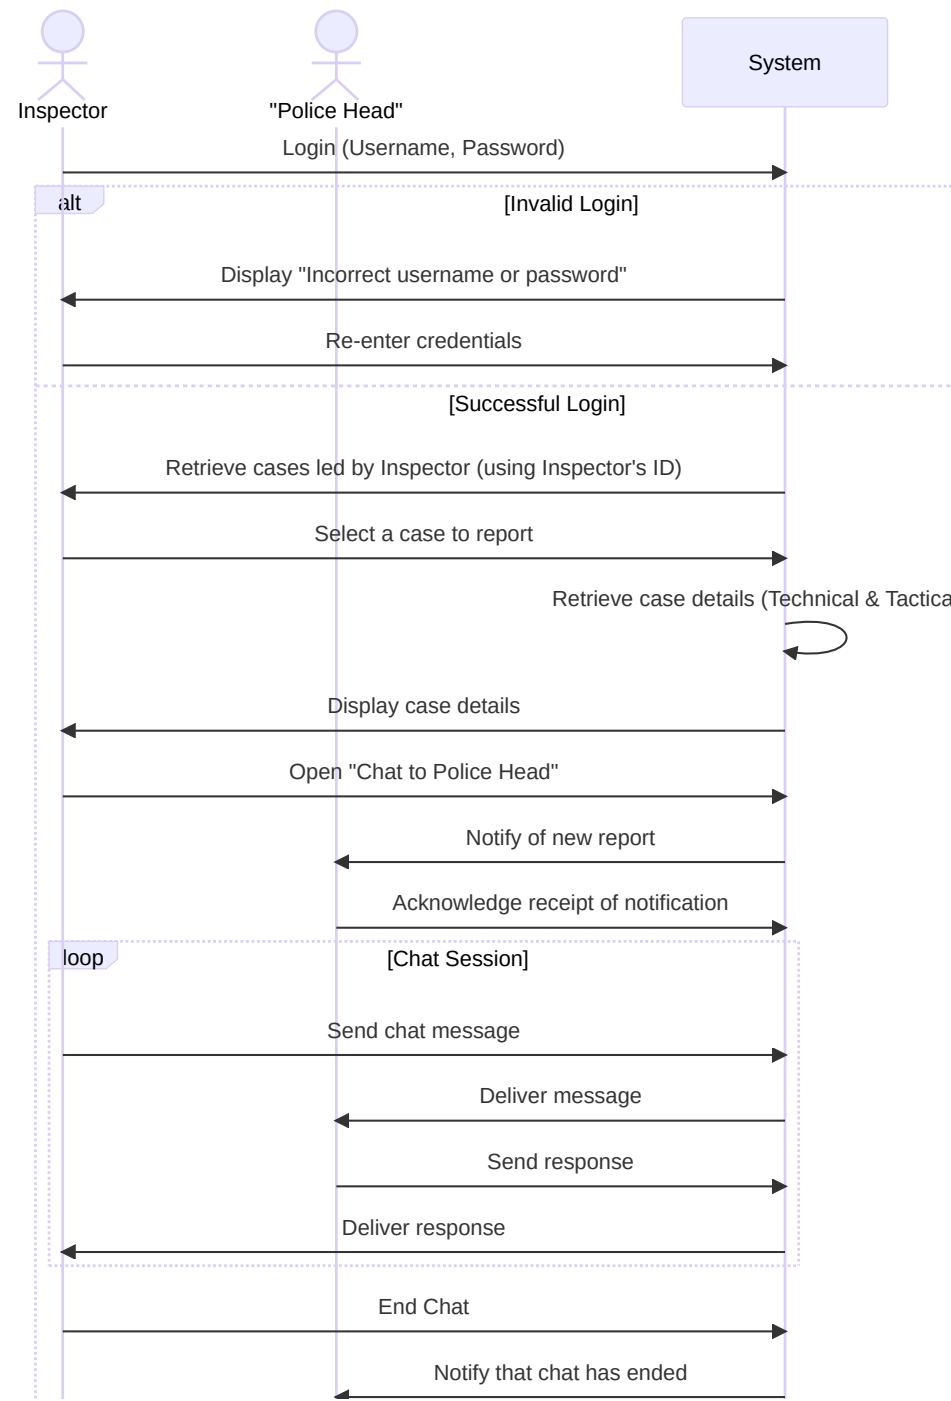 Inspector
"Police Head"
System
Login (Username, Password)
alt
[Invalid Login]
Display "Incorrect username or password"
Re-enter credentials
[Successful Login]
Retrieve cases led by Inspector (using Inspector's ID)
Select a case to report
Retrieve case details (Technical & Tactica
Display case details
Open "Chat to Police Head"
Notify of new report
Acknowledge receipt of notification
loop
[Chat Session]
Send chat message
Deliver message
Send response
Deliver response
End Chat
Notify that chat has ended